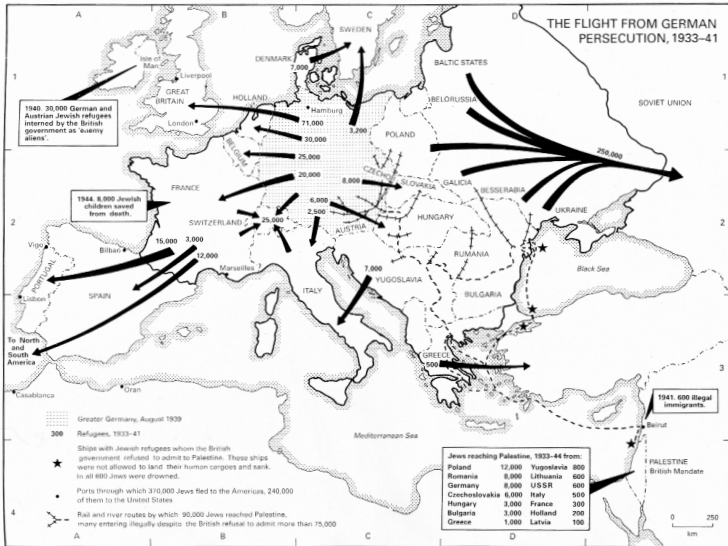 THE FLIGHT FROM GERMAN
PERSECUTION, 1933-41
A
B
C
D
1
2
3
4
1
2
3
4
A
B
C
D
SWEDEN
DENMARK
7,000
BALTIC STATES
Isle of
Man
Liverpool
GREAT
BRITAIN
London
HOLLAND
Hamburg
BELORUSSIA
SOVIET UNION
1940. 30,000 German and
Austrian Jewish refugees
interned by the British
government as 'enemy
aliens'.
71,000
30,000
3,200
POLAND
BELGIUM
25,000
250,000
20,000
8,000
CZECHOSLOVAKIA
GALICIA
BESSERABIA
FRANCE
1944. 8,000 Jewish
children saved
from death.
6,000
2,500
HUNGARY
UKRAINE
SWITZERLAND
25,000
AUSTRIA
Vigo
Bilbao
15,000
3,000
12,000
RUMANIA
PORTUGAL
Marseilles
7,000
YUGOSLAVIA
Black Sea
Lisbon
SPAIN
ITALY
BULGARIA
To North
and
South
America
GREECE
500
Casablanca
Oran
1941. 600 illegal
immigrants.
Beirut
Mediterranean Sea
PALESTINE
British Mandate
Greater Germany, August 1939
300 Refugees, 1933-41
Ships with Jewish refugees whom the British
government refused to admit to Palestine. These ships
were not allowed to land their human cargoes and sank.
In all 600 Jews were drowned.
Ports through which 370,000 Jews fled to the Americas, 240,000
of them to the United States
Rail and river routes by which 90,000 Jews reached Palestine,
many entering illegally despite the British refusal to admit more than 75,000
Jews reaching Palestine, 1933-44 from:
Poland 12,000 Yugoslavia 800
Romania 8,000 Lithuania 600
Germany 8,000 USSR 600
Czechoslovakia 6,000 Italy 500
Hungary 3,000 France 300
Bulgaria 3,000 Holland 200
Greece 1,000 Latvia 100
0 250
km